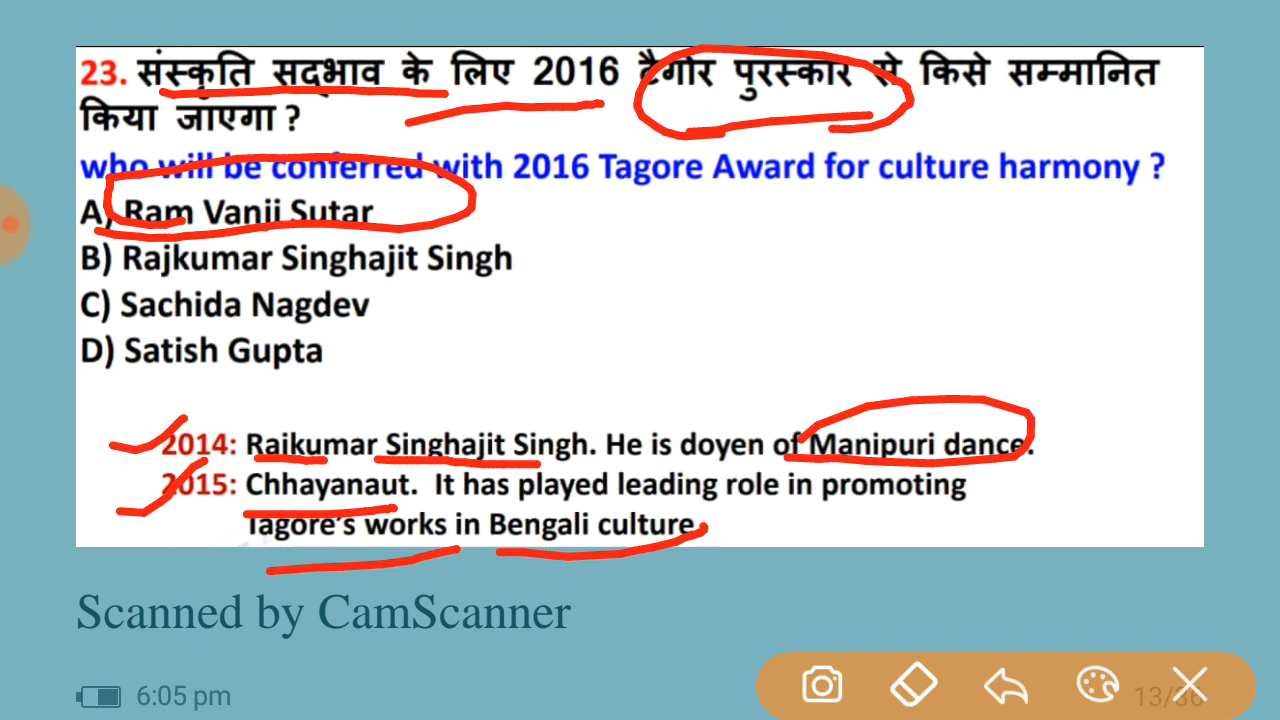 23. संस्कृति सद्भाव के लिए 2016 टैगोर पुरस्कार से किसे सम्मानित
किया जाएगा ?
who will be conferred with 2016 Tagore Award for culture harmony ?
A) Ram Vanji Sutar
B) Rajkumar Singhajit Singh
C) Sachida Nagdev
D) Satish Gupta
2014: Rajkumar Singhajit Singh. He is doyen of Manipuri dance.
2015: Chhayanaut. It has played leading role in promoting
Tagore's works in Bengali culture.
Scanned by CamScanner
6:05 pm
13/36